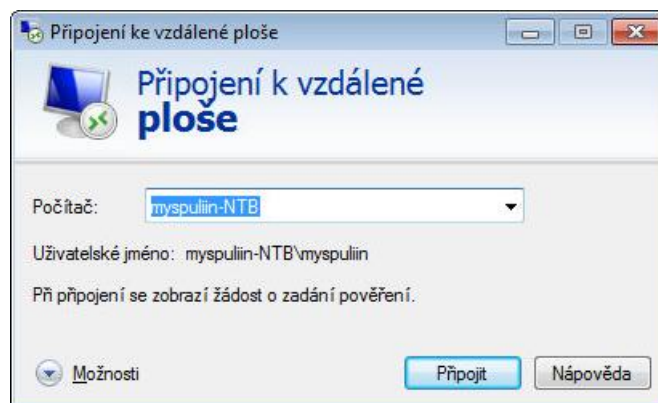 Připojení ke vzdálené ploše
Připojení k vzdálené
ploše
Počítač: myspuliin-NTB
Uživatelské jméno: myspuliin-NTB\myspuliin
Při připojení se zobrazí žádost o zadání pověření.
Možnosti Připojit Nápověda